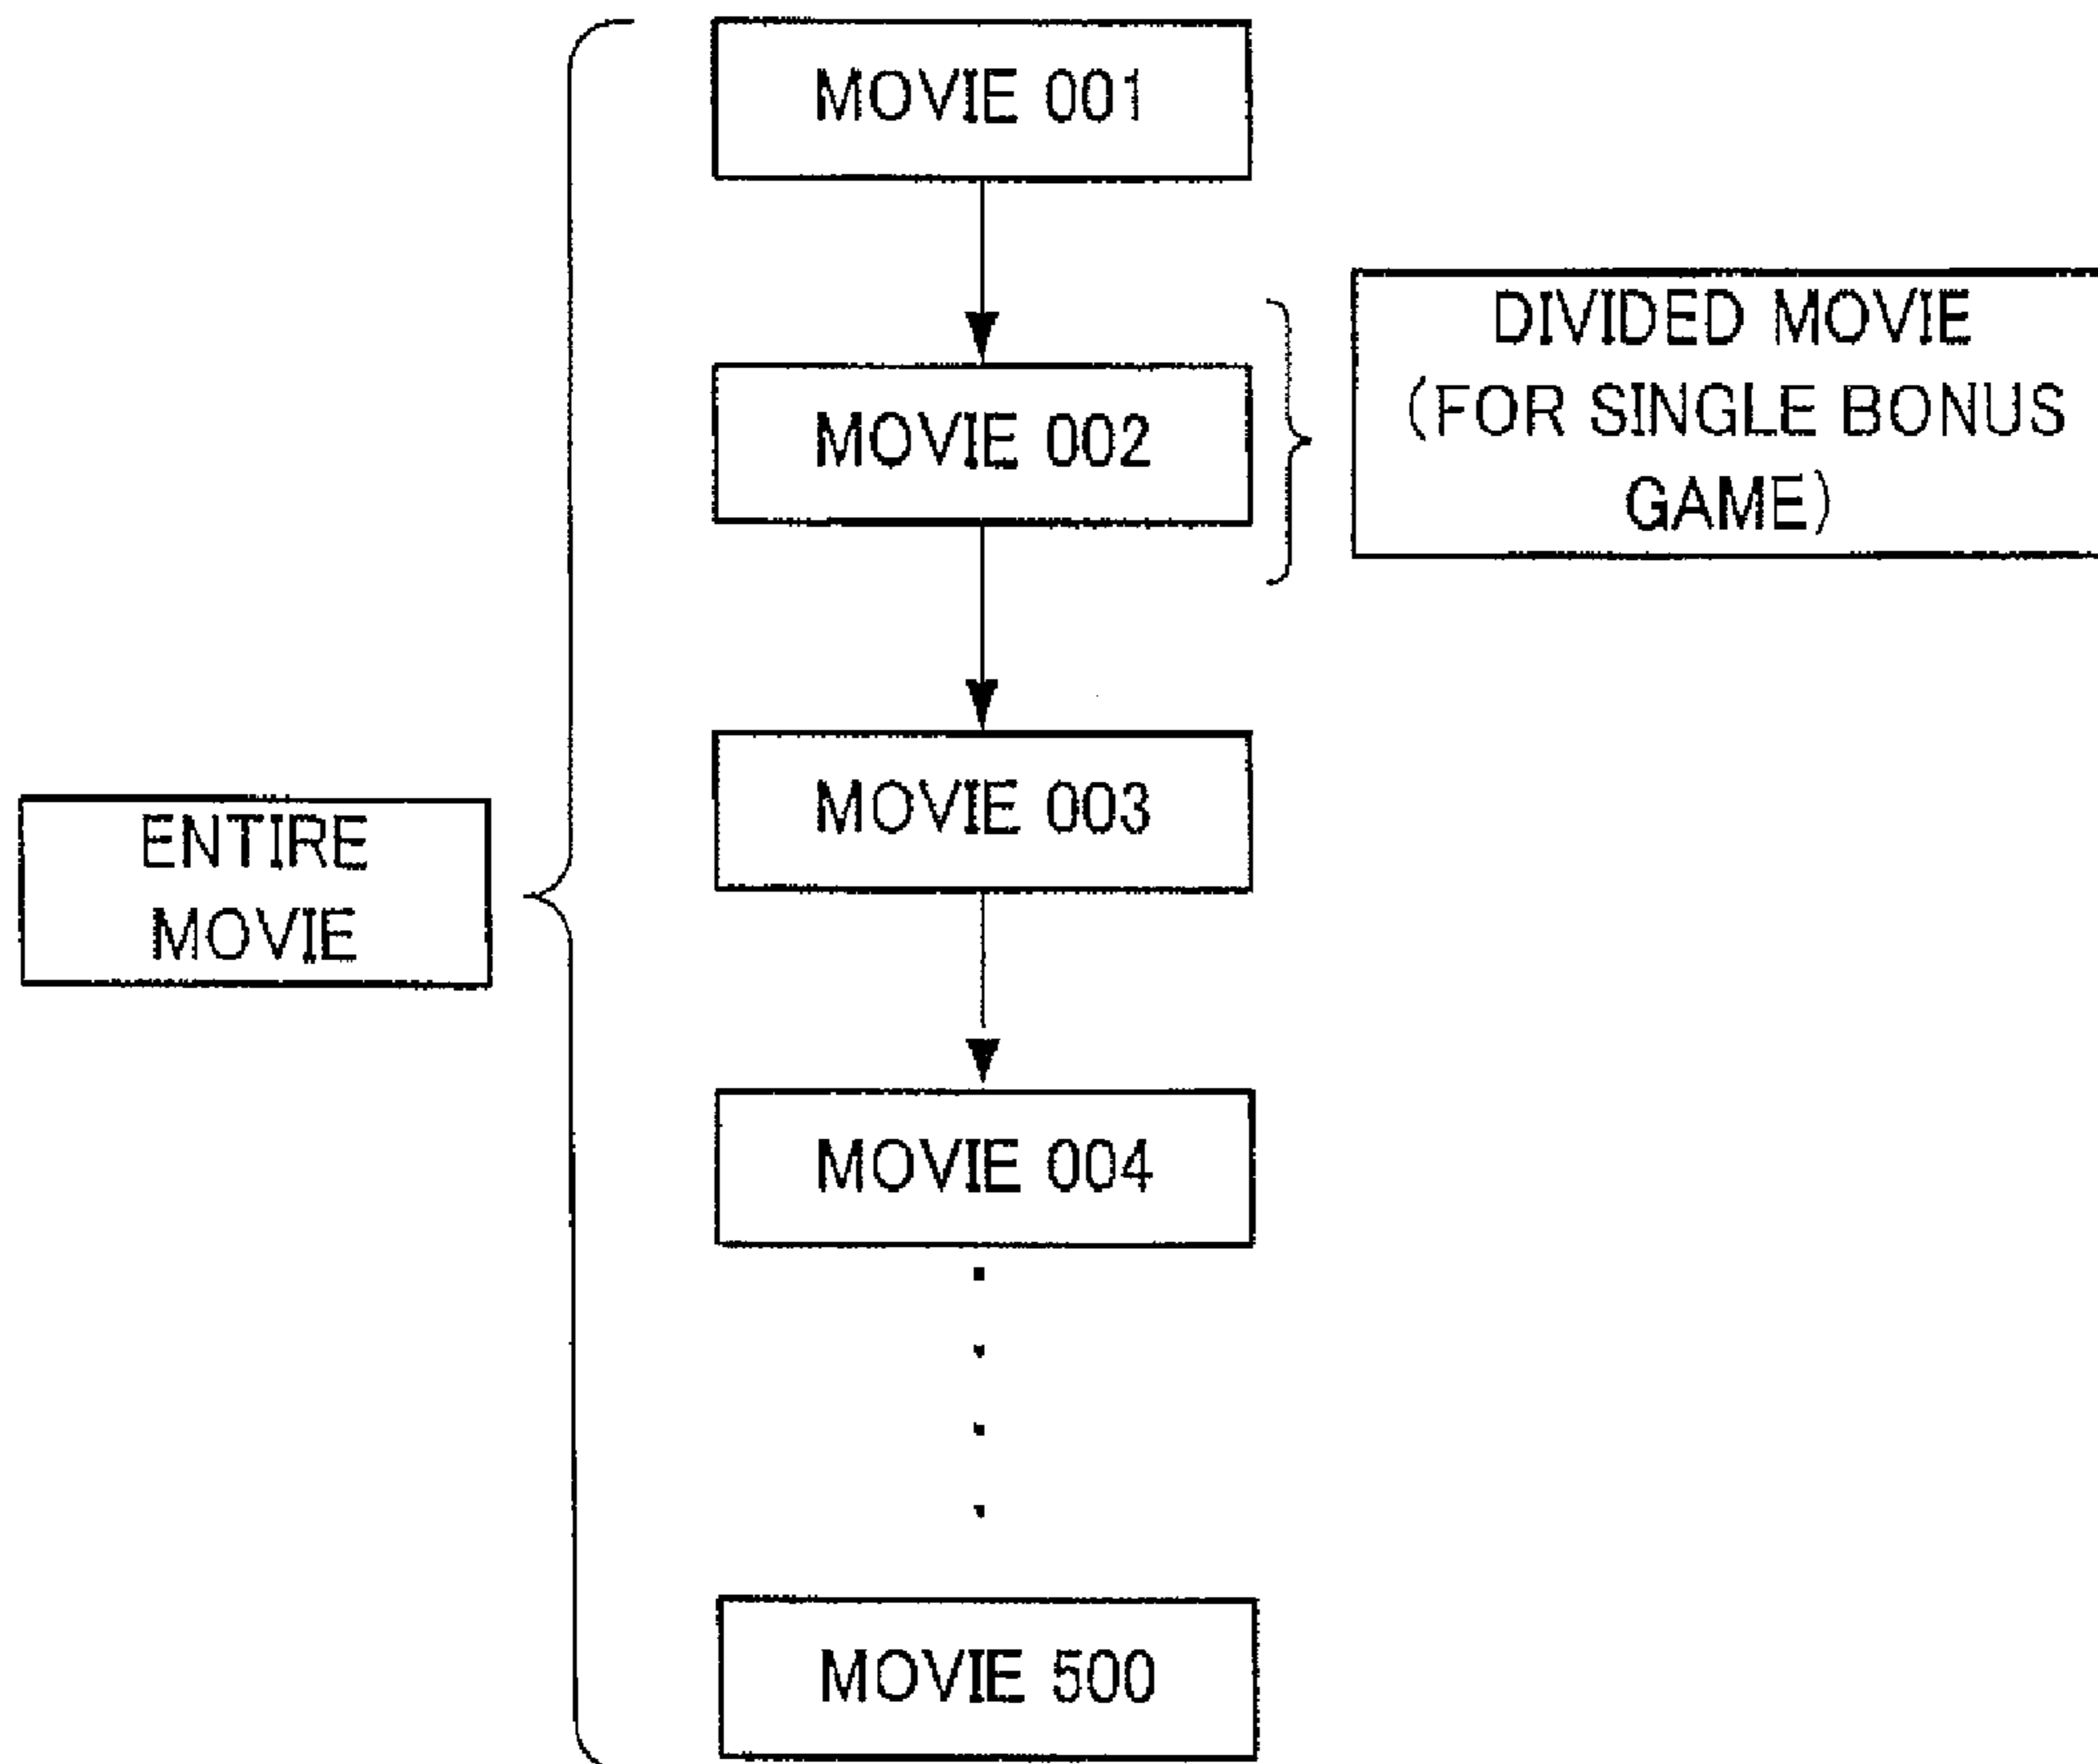 MOVIE 001
DIVIDED MOVIE
(FOR SINGLE BONUS
GAME)
MOVIE 002
MOVIE 003
ENTIRE
MOVIE
MOVIE 004
MOVIE 500